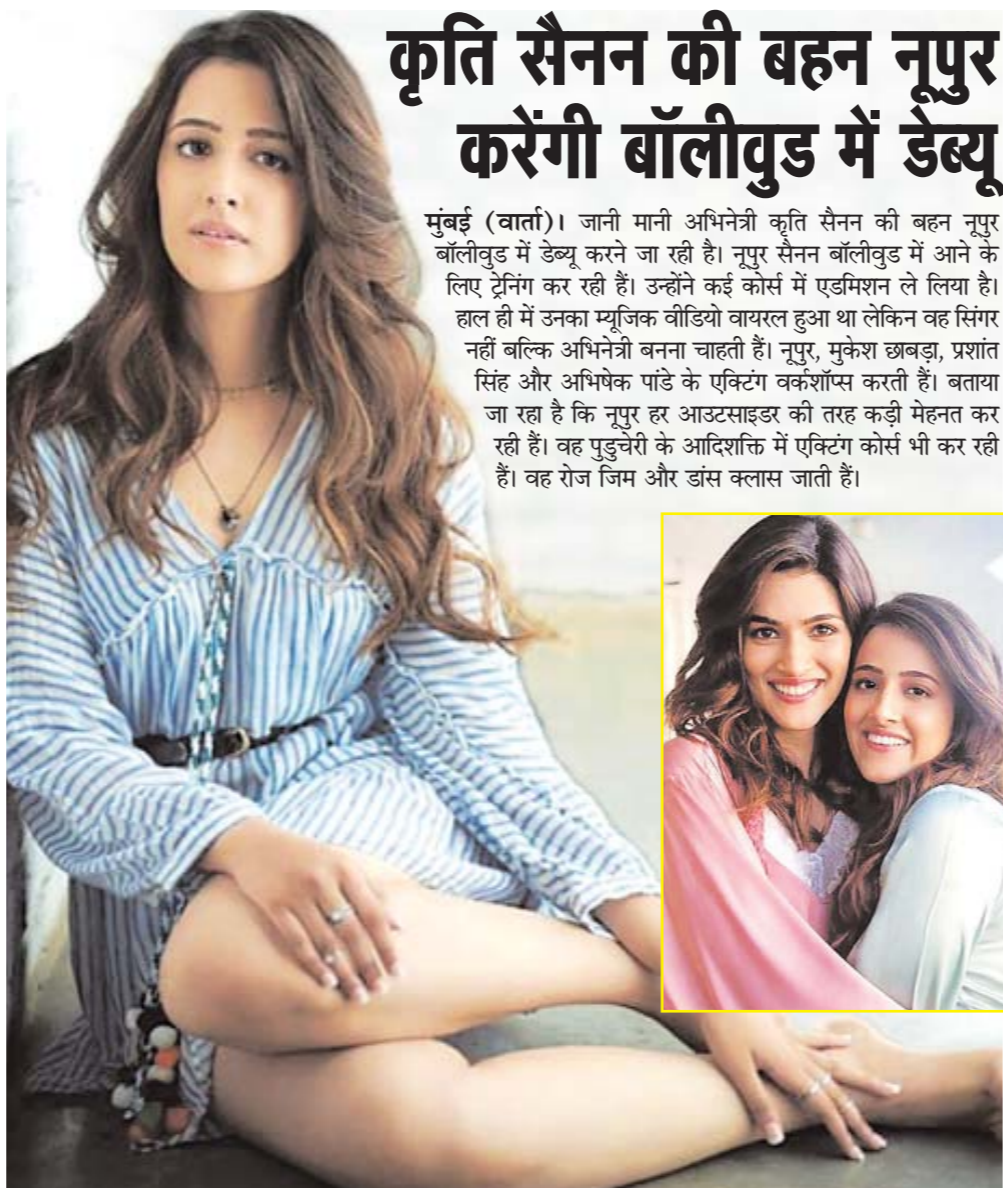 कृति सैनन की बहन नूपुर
करेंगी बॉलीवुड में डेब्यू
मुंबई (वार्ता)। जानी मानी अभिनेत्री कृति सैनन की बहन नूपुर
बॉलीवुड में डेब्यू करने जा रही है। नूपुर सैनन बॉलीवुड में आने के
लिए ट्रेनिंग कर रही हैं। उन्होंने कई कोर्स में एडमिशन ले लिया है।
हाल ही में उनका म्यूजिक वीडियो वायरल हुआ था लेकिन वह सिंगर
नहीं बल्कि अभिनेत्री बनना चाहती हैं। नूपुर, मुकेश छाबड़ा, प्रशांत
सिंह और अभिषेक पांडे के एक्टिंग वर्कशॉप्स करती हैं। बताया
जा रहा है कि नूपुर हर आउटसाइडर की तरह कड़ी मेहनत कर
रही हैं। वह पुडुचेरी के आदिशक्ति में एक्टिंग कोर्स भी कर रही
हैं। वह रोज जिम और डांस क्लास जाती हैं।